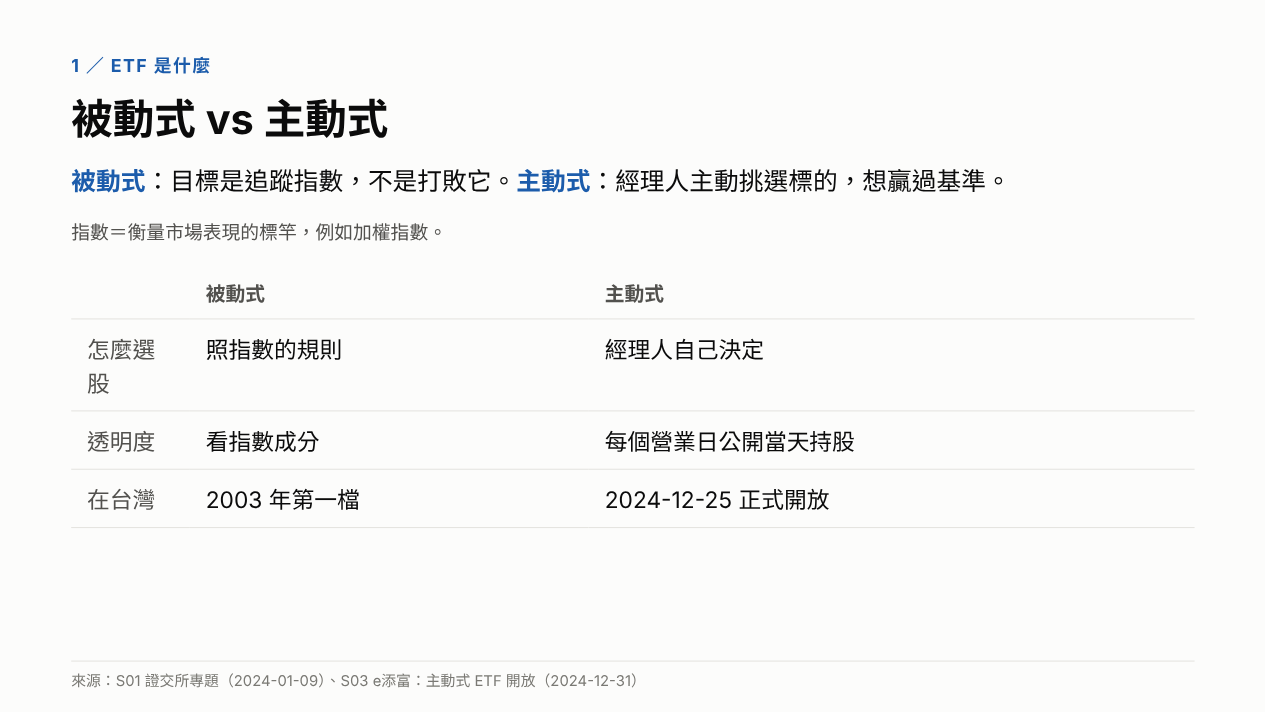 1 ／ ETF 是什麼
被動式 vs 主動式
被動式：目標是追蹤指數，不是打敗它。主動式：經理人主動挑選標的，想贏過基準。
指數＝衡量市場表現的標竿，例如加權指數。
被動式 主動式
怎麼選股 照指數的規則 經理人自己決定
透明度 看指數成分 每個營業日公開當天持股
在台灣 2003 年第一檔 2024-12-25 正式開放
來源：S01 證交所專題（2024-01-09）、S03 e添富：主動式 ETF 開放（2024-12-31）